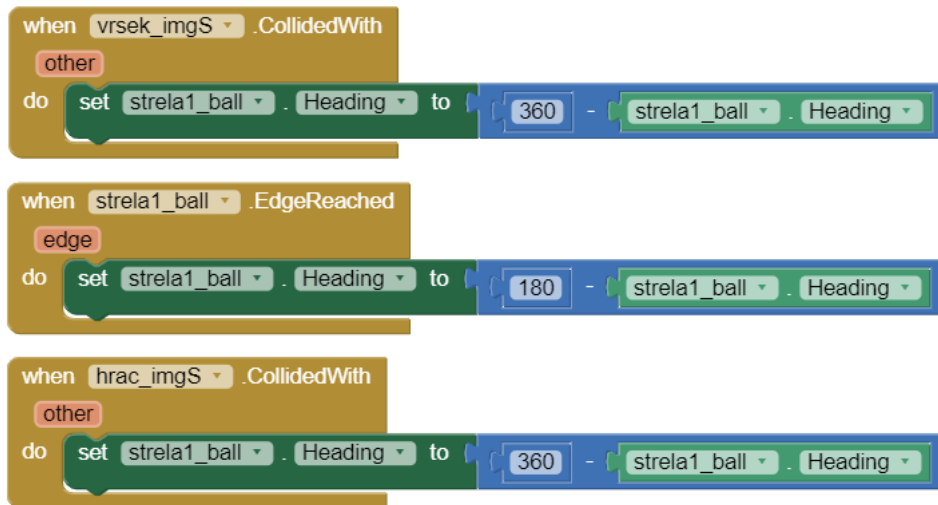 when vrsek_imgS .CollidedWith
other
do set strela1_ball . Heading to 360 - strela1_ball . Heading
when strela1_ball .EdgeReached
edge
do set strela1_ball . Heading to 180 - strela1_ball . Heading
when hrac_imgS .CollidedWith
other
do set strela1_ball . Heading to 360 - strela1_ball . Heading